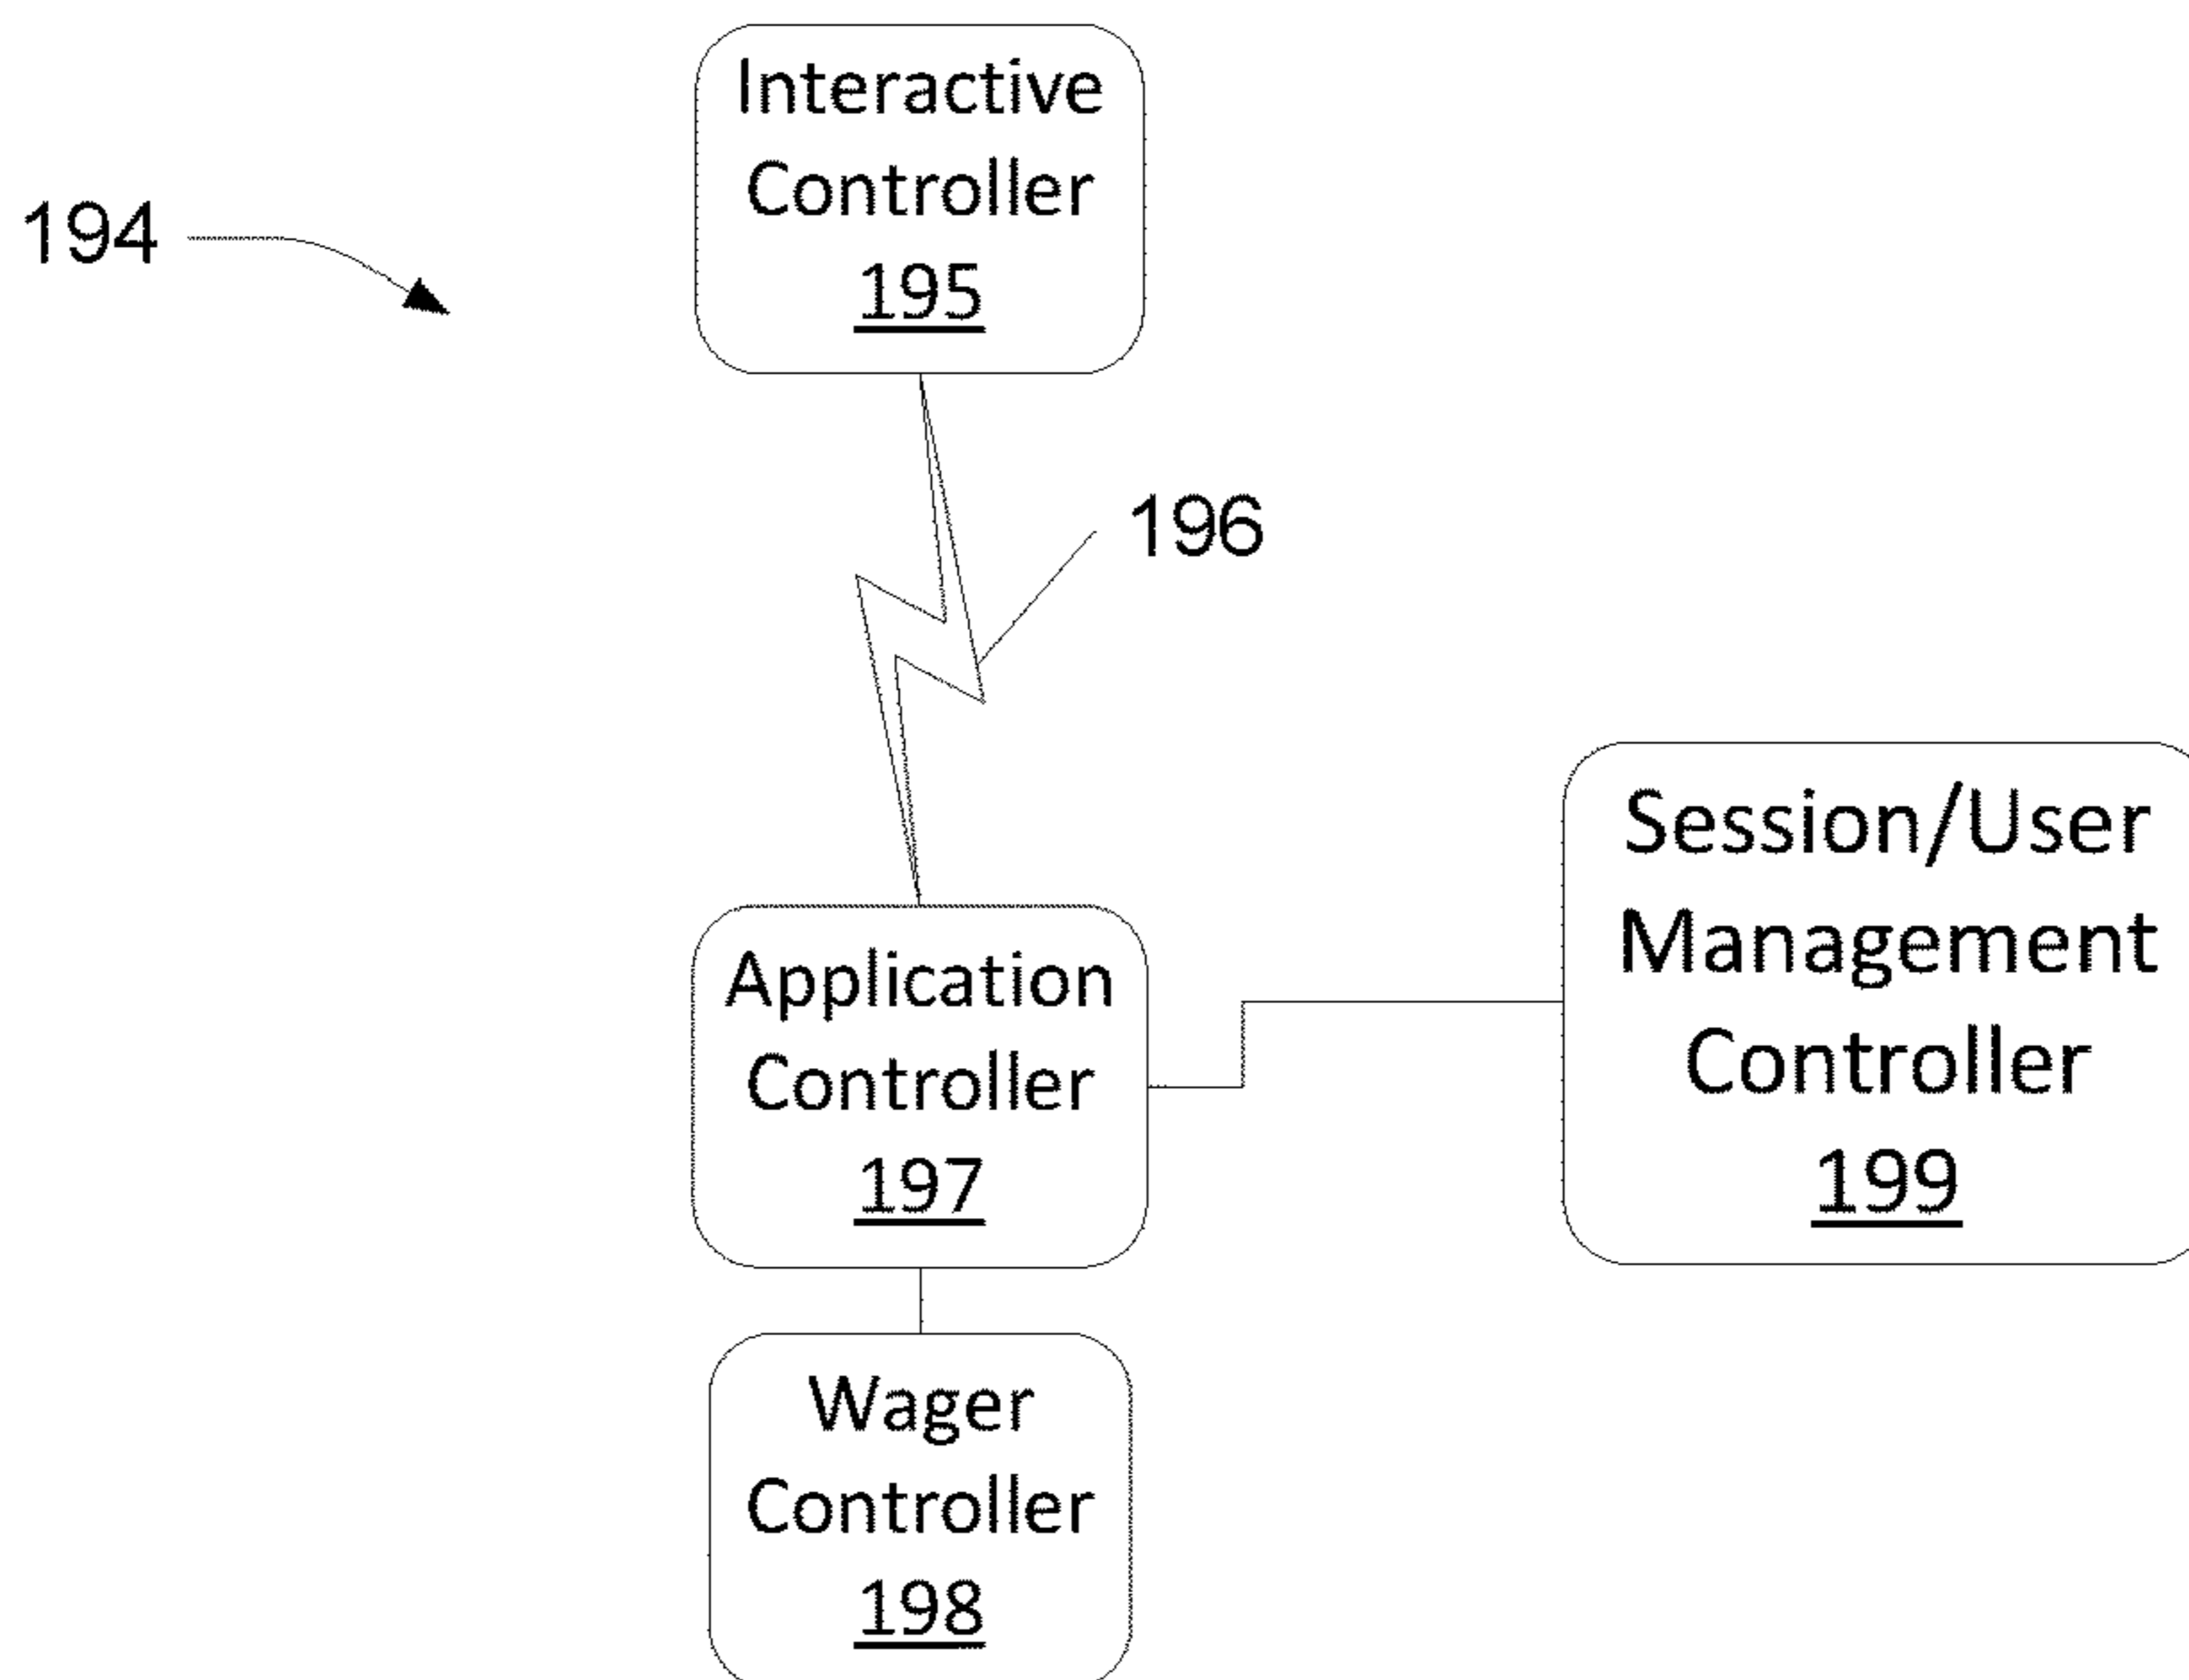 Interactive
Controller
195
194
196
Application
Controller
197
Session/User
Management
Controller
199
Wager
Controller
198